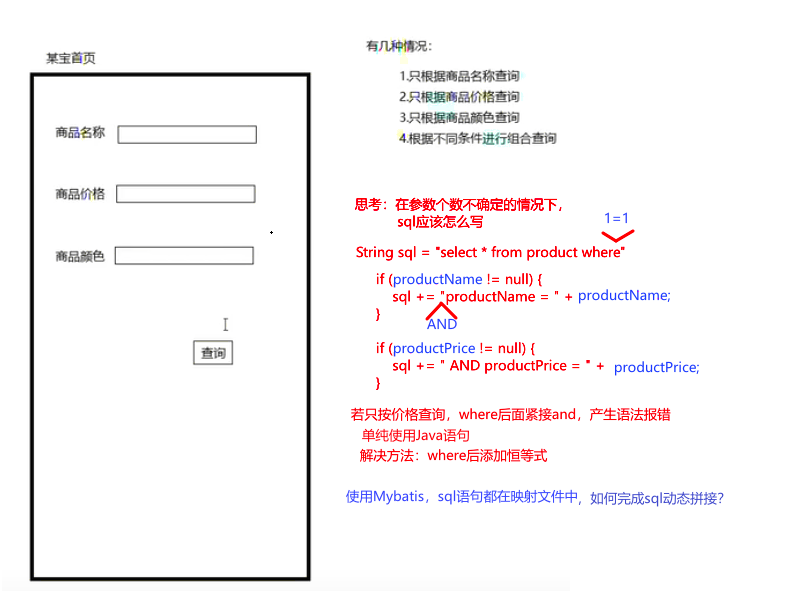 某宝首页
商品名称
商品价格
商品颜色
查询
有几种情况：
1.只根据商品名称查询
2.只根据商品价格查询
3.只根据商品颜色查询
4.根据不同条件进行组合查询
思考：在参数个数不确定的情况下，
sql应该怎么写
1=1
String sql = "select * from product where"
if (productName != null) {
sql += "productName = " + productName;
}
AND
if (productPrice != null) {
sql += " AND productPrice = " + productPrice;
}
若只按价格查询，where后面紧接and，产生语法报错
单纯使用Java语句
解决方法：where后添加恒等式
使用Mybatis，sql语句都在映射文件中，如何完成sql动态拼接？